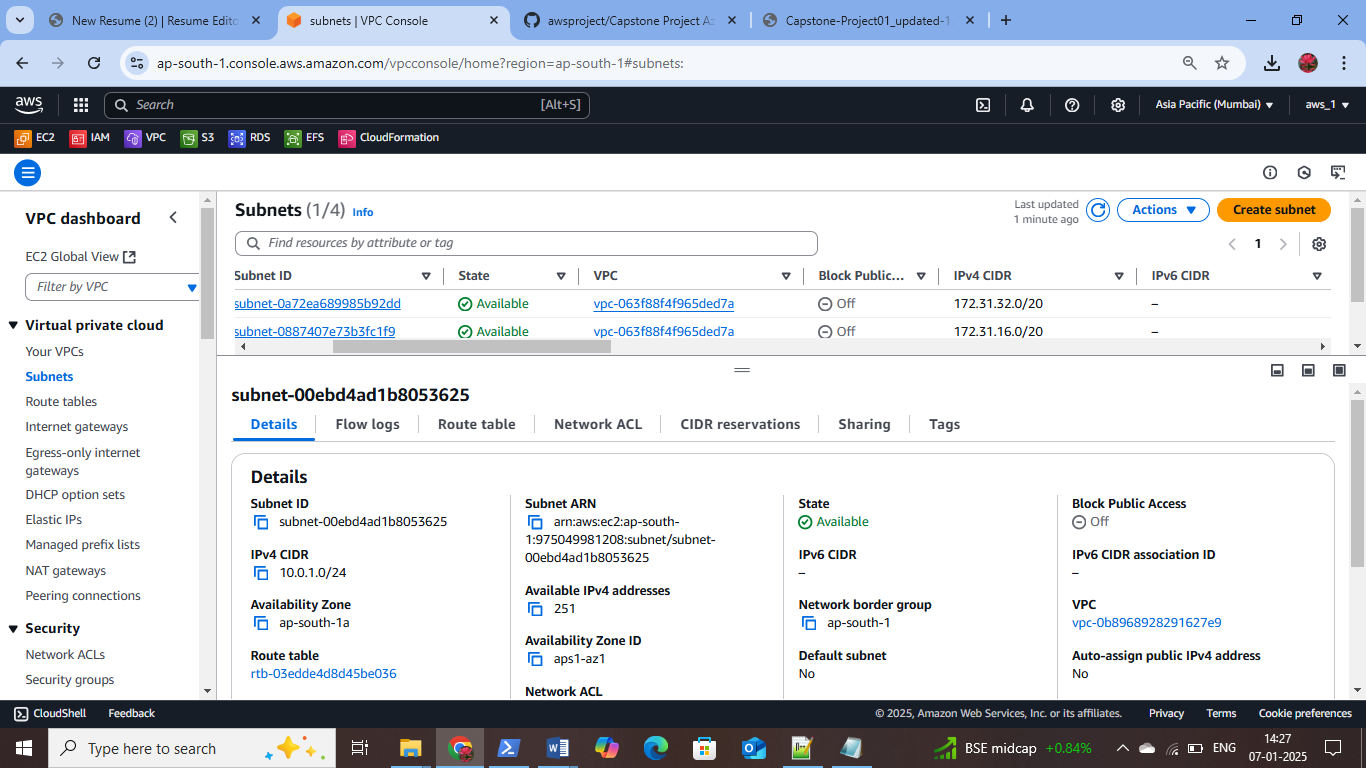 New Resume (2) | Resume Edito
subnets | VPC Console
awsproject/Capstone Project A
Capstone-Project01_updated-1
ap-south-1.console.aws.amazon.com/vpcconsole/home?region=ap-south-1#subnets:
aws
Search
[Alt+S]
Asia Pacific (Mumbai)
aws_1
EC2
IAM
VPC
S3
RDS
EFS
CloudFormation
VPC dashboard
EC2 Global View
Filter by VPC
Virtual private cloud
Your VPCs
Subnets
Route tables
Internet gateways
Egress-only internet
gateways
DHCP option sets
Elastic IPs
Managed prefix lists
NAT gateways
Peering connections
Security
Network ACLs
Security groups
Subnets (1/4) Info
Last updated
1 minute ago
Actions
Create subnet
Find resources by attribute or tag
1
Subnet ID State VPC Block Public... IPv4 CIDR IPv6 CIDR
subnet-0a72ea689985b92dd Available vpc-063f88f4f965ded7a Off 172.31.32.0/20 –
subnet-0887407e73b3fc1f9 Available vpc-063f88f4f965ded7a Off 172.31.16.0/20 –
subnet-00ebd4ad1b8053625
Details Flow logs Route table Network ACL CIDR reservations Sharing Tags
Details
Subnet ID
subnet-00ebd4ad1b8053625
IPv4 CIDR
10.0.1.0/24
Availability Zone
ap-south-1a
Route table
rtb-03edde4d8d45be036
Subnet ARN
arn:aws:ec2:ap-south-
1:975049981208:subnet/subnet-
00ebd4ad1b8053625
Available IPv4 addresses
251
Availability Zone ID
aps1-az1
Network ACL
State
Available
IPv6 CIDR
–
Network border group
ap-south-1
Default subnet
No
Block Public Access
Off
IPv6 CIDR association ID
–
VPC
vpc-0b8968928291627e9
Auto-assign public IPv4 address
No
CloudShell
Feedback
© 2025, Amazon Web Services, Inc. or its affiliates.
Privacy
Terms
Cookie preferences
Type here to search
BSE midcap +0.84%
ENG
14:27
07-01-2025